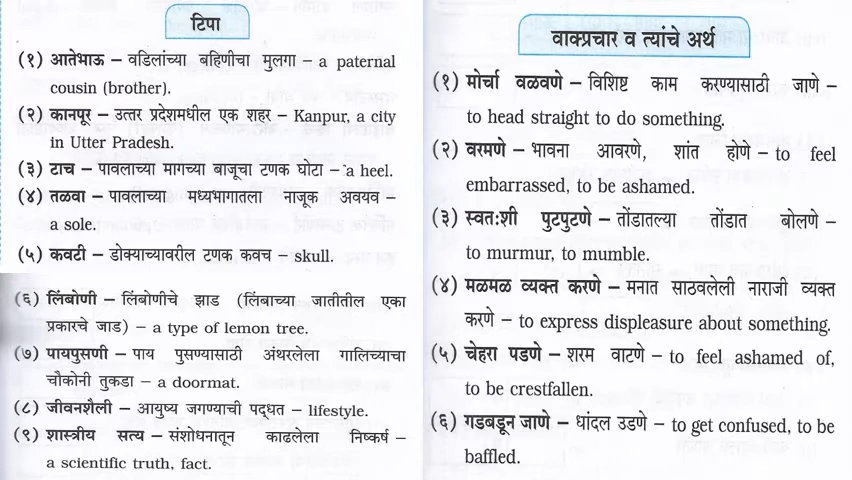 टिपा
(१) आतेभाऊ – वडिलांच्या बहिणीचा मुलगा – a paternal
cousin (brother).
(२) कानपूर – उत्तर प्रदेशमधील एक शहर – Kanpur, a city
in Utter Pradesh.
(३) टाच – पावलाच्या मागच्या बाजूचा टणक घोटा – a heel.
(४) तळवा – पावलाच्या मध्यभागातला नाजूक अवयव –
a sole.
(५) कवटी – डोक्याच्यावरील टणक कवच – skull.
(६) लिंबोणी – लिंबोणीचे झाड (लिंबाच्या जातीतील एका
प्रकारचे जाड) – a type of lemon tree.
(७) पायपुसणी – पाय पुसण्यासाठी अंथरलेला गालिच्याचा
चौकोनी तुकडा – a doormat.
(८) जीवनशैली – आयुष्य जगण्याची पद्धत – lifestyle.
(९) शास्त्रीय सत्य – संशोधनातून काढलेला निष्कर्ष –
a scientific truth, fact.
वाक्प्रचार व त्यांचे अर्थ
(१) मोर्चा वळवणे – विशिष्ट काम करण्यासाठी जाणे –
to head straight to do something.
(२) वरमणे – भावना आवरणे, शांत होणे – to feel
embarrassed, to be ashamed.
(३) स्वतःशी पुटपुटणे – तोंडातल्या तोंडात बोलणे –
to murmur, to mumble.
(४) मळमळ व्यक्त करणे – मनात साठवलेली नाराजी व्यक्त
करणे – to express displeasure about something.
(५) चेहरा पडणे – शरम वाटणे – to feel ashamed of,
to be crestfallen.
(६) गडबडून जाणे – धांदल उडणे – to get confused, to be
baffled.